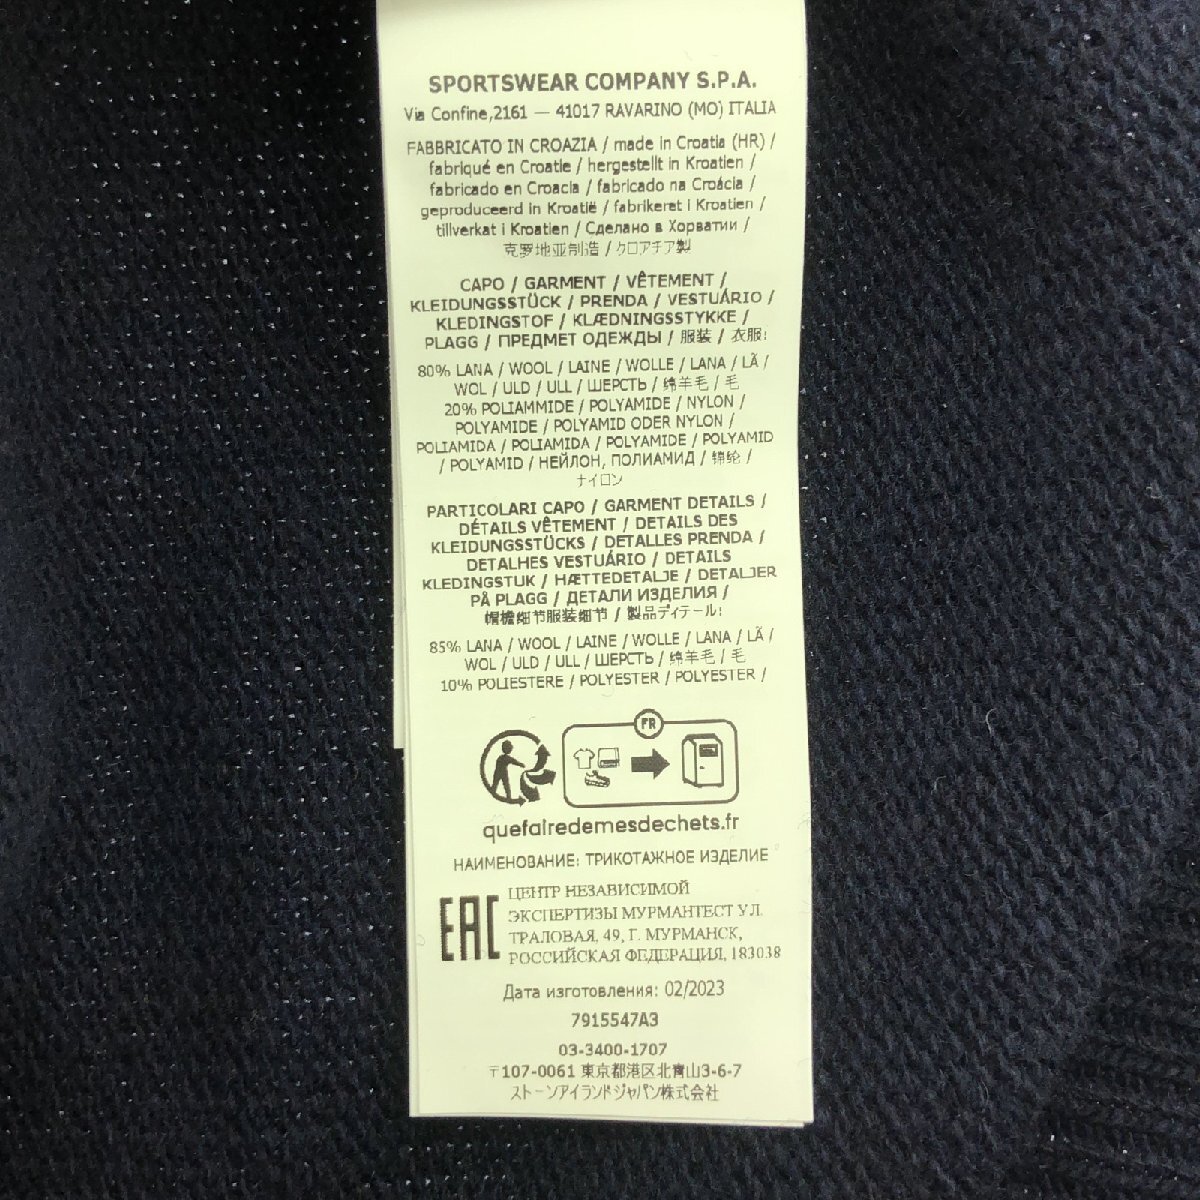 SPORTSWEAR COMPANY S.P.A.
Via Confine,2161 — 41017 RAVARINO (MO) ITALIA
FABBRICATO IN CROAZIA / made in Croatia (HR) /
fabriqué en Croatie / hergestellt in Kroatien /
fabricado en Croacia / fabricado na Croácia /
geproduceerd in Kroatië / fabrikeret i Kroatien /
tillverkat i Kroatien / Сделано в Хорватии /
克罗地亚制造 / クロアチア製
CAPO / GARMENT / VÊTEMENT /
KLEIDUNGSSTÜCK / PRENDA / VESTUÁRIO /
KLEDINGSTOF / KLÆDNINGSSTYKKE /
PLAGG / ПРЕДМЕТ ОДЕЖДЫ / 服装 / 衣服:
80% LANA / WOOL / LAINE / WOLLE / LANA / LÃ /
WOL / ULD / ULL / ШЕРСТЬ / 绵羊毛 / 毛
20% POLIAMMIDE / POLYAMIDE / NYLON /
POLYAMIDE / POLYAMID ODER NYLON /
POLIAMIDA / POLIAMIDA / POLYAMIDE / POLYAMID
/ POLYAMID / НЕЙЛОН, ПОЛИАМИД / 锦纶 /
ナイロン
PARTICOLARI CAPO / GARMENT DETAILS /
DÉTAILS VÊTEMENT / DETAILS DES
KLEIDUNGSSTÜCKS / DETALLES PRENDA /
DETALHES VESTUÁRIO / DETAILS
KLEDINGSTUK / HÆTTEDETALJE / DETALJER
PÅ PLAGG / ДЕТАЛИ ИЗДЕЛИЯ /
帽檐细节服装细节 / 製品ディテール:
85% LANA / WOOL / LAINE / WOLLE / LANA / LÃ /
WOL / ULD / ULL / ШЕРСТЬ / 绵羊毛 / 毛
10% POLIESTERE / POLYESTER / POLYESTER /
FR
quefairedemesdechets.fr
НАИМЕНОВАНИЕ: ТРИКОТАЖНОЕ ИЗДЕЛИЕ
EAC
ЦЕНТР НЕЗАВИСИМОЙ
ЭКСПЕРТИЗЫ МУРМАНТЕСТ УЛ.
ТРАЛОВАЯ, 49, Г. МУРМАНСК,
РОССИЙСКАЯ ФЕДЕРАЦИЯ, 183038
Дата изготовления: 02/2023
7915547A3
03-3400-1707
〒107-0061 東京都港区北青山3-6-7
ストーンアイランドジャパン株式会社